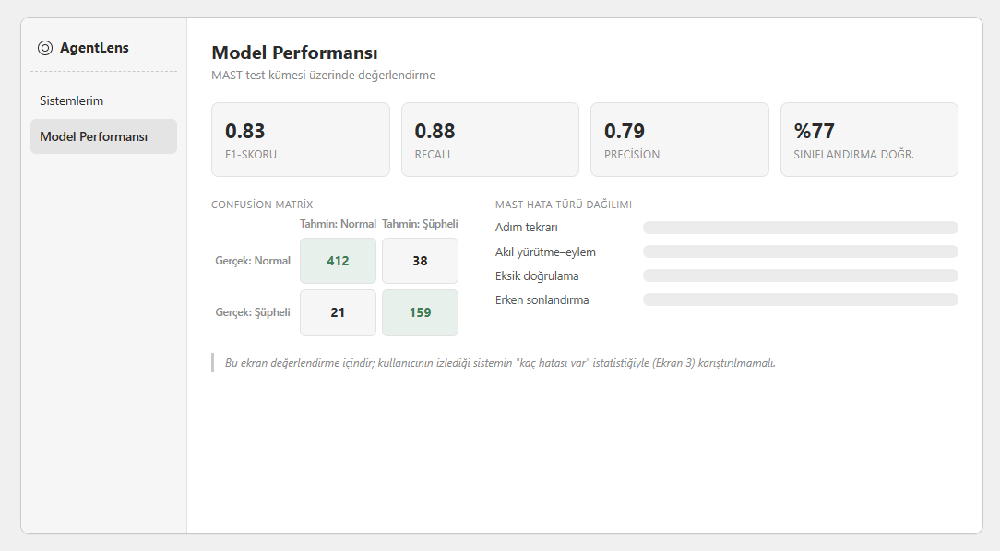 AgentLens
Sistemlerim
Model Performansı
Model Performansı
MAST test kümesi üzerinde değerlendirme
0.83
F1-SKORU
0.88
RECALL
0.79
PRECİSİON
%77
SINIFLANDIRMA DOĞR.
CONFUSİON MATRİX
Tahmin: Normal Tahmin: Şüpheli
Gerçek: Normal 412 38
Gerçek: Şüpheli 21 159
MAST HATA TÜRÜ DAĞILIMI
Adım tekrarı
Akıl yürütme–eylem
Eksik doğrulama
Erken sonlandırma
Bu ekran değerlendirme içindir; kullanıcının izlediği sistemin "kaç hatası var" istatistiğiyle (Ekran 3) karıştırılmamalı.